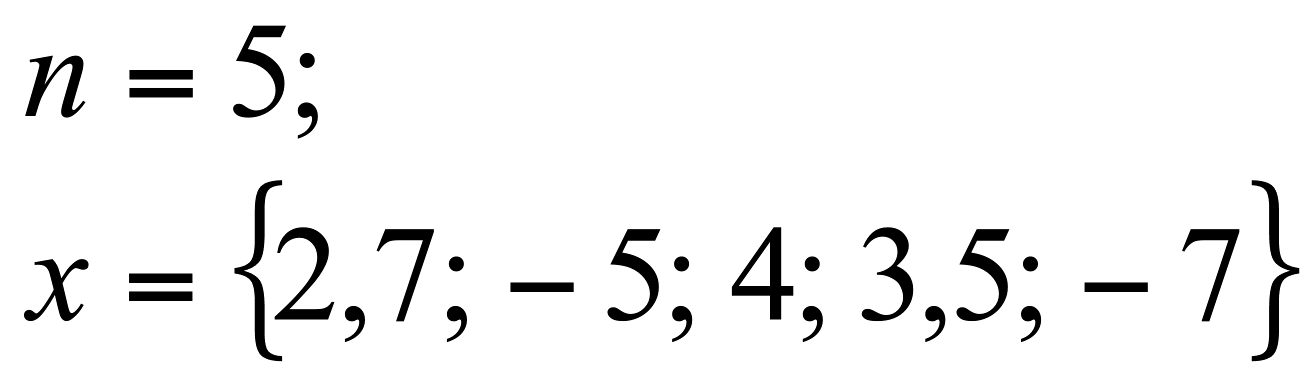 n = 5;
x = {2,7; − 5; 4; 3,5; − 7}